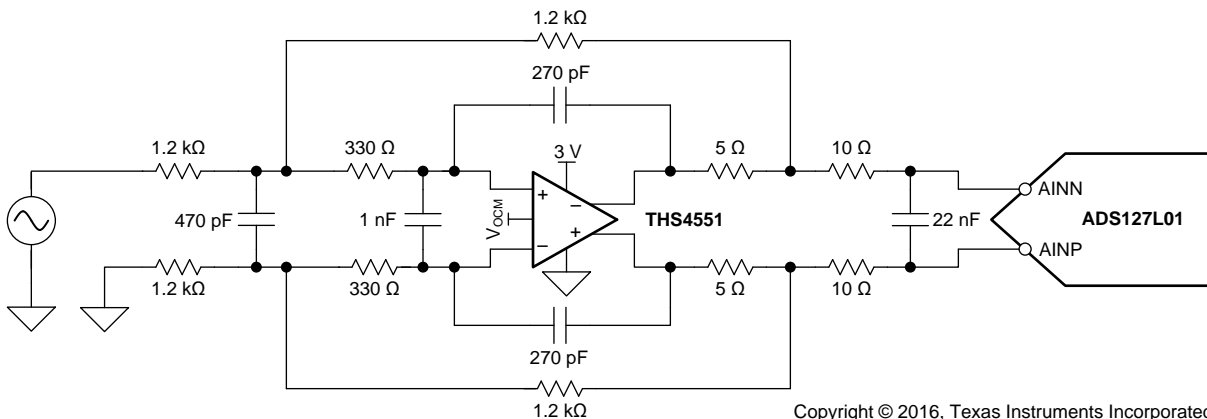 1.2 kΩ
270 pF
1.2 kΩ
330 Ω
3 V
5 Ω
10 Ω
+
−
AINN
470 pF
1 nF
VOCM
THS4551
22 nF
ADS127L01
−
+
AINP
1.2 kΩ
330 Ω
5 Ω
10 Ω
270 pF
1.2 kΩ
Copyright © 2016, Texas Instruments Incorporated